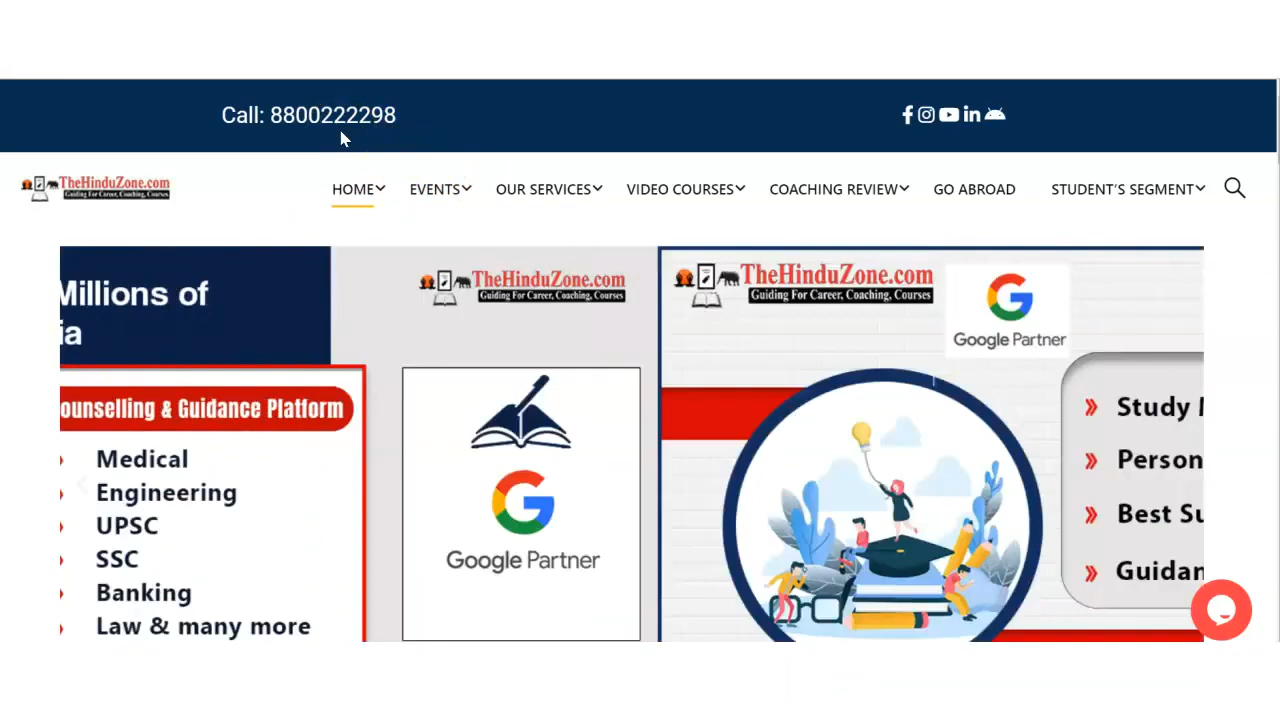 Call: 8800222298
TheHinduZone.com
Guiding For Career, Coaching, Courses
HOME
EVENTS
OUR SERVICES
VIDEO COURSES
COACHING REVIEW
GO ABROAD
STUDENT'S SEGMENT
Millions of
ia
ounselling & Guidance Platform
Medical
Engineering
UPSC
SSC
Banking
Law & many more
TheHinduZone.com
Guiding For Career, Coaching, Courses
Google Partner
TheHinduZone.com
Guiding For Career, Coaching, Courses
Google Partner
Study
Person
Best Su
Guidan